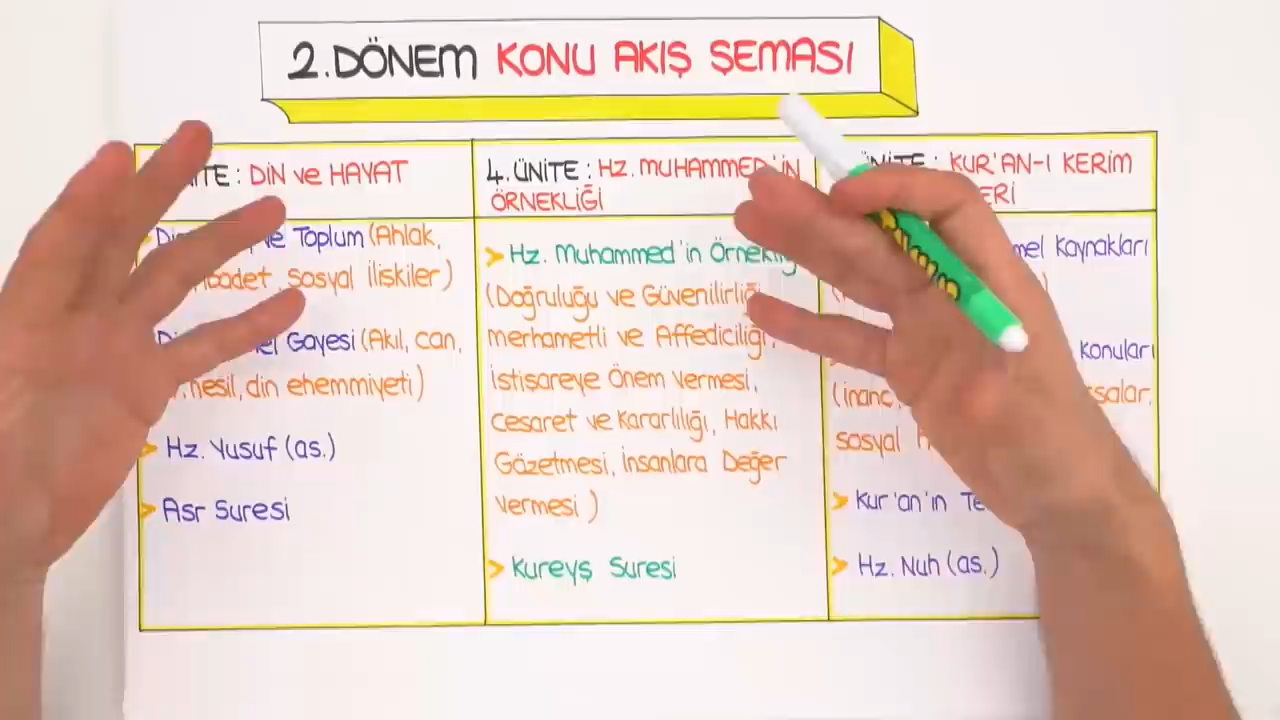 2.DÖNEM KONU AKIŞ ŞEMASI
: DİN ve HAYAT
Toplum (Ahlak,
sosyal ilişkiler)
Gayesi (Akıl, can,
nesil, din ehemmiyeti)
> Hz. Yusuf (as.)
> Asr Suresi
4.ÜNİTE : HZ. MUHAMMED'İN
ÖRNEKLİĞİ
> Hz. Muhammed'in
(Doğruluğu ve Güvenilirliği,
merhametli ve Affediciliği,
İstişareye Önem Vermesi,
Cesaret ve Kararlılığı, Hakkı
Gözetmesi, İnsanlara Değer
Vermesi )
> Kureyş Suresi
: KUR'AN-I KERİM
Kaynakları
konuları
(inanç,
sosyal
> Kur'an'ın
> Hz. Nuh (as.)